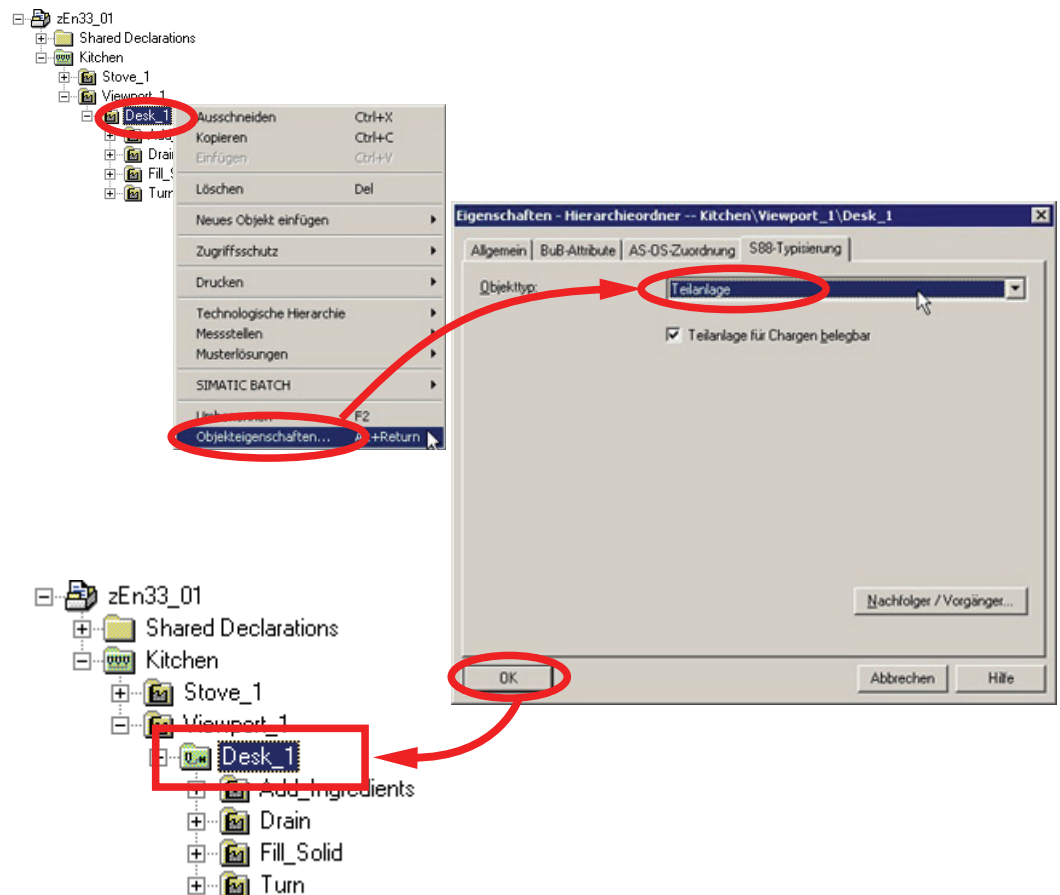 zEn33_01
Shared Declarations
Kitchen
Stove_1
Viewport_1
Desk_1
Drai
Fill_S
Turn
Ausschneiden Ctrl+X
Kopieren Ctrl+C
Einfügen Ctrl+V
Löschen Del
Neues Objekt einfügen
Zugriffsschutz
Drucken
Technologische Hierarchie
Messstellen
Musterlösungen
SIMATIC BATCH
F2
Objekteigenschaften... Alt+Return
Eigenschaften - Hierarchieordner -- Kitchen\Viewport_1\Desk_1
Allgemein BuB-Attribute AS-OS-Zuordnung S88-Typisierung
Objekttyp: Teilanlage
Teilanlage für Chargen belegbar
Nachfolger / Vorgänger...
OK Abbrechen Hilfe
zEn33_01
Shared Declarations
Kitchen
Stove_1
Viewport_1
Desk_1
Add_Ingredients
Drain
Fill_Solid
Turn